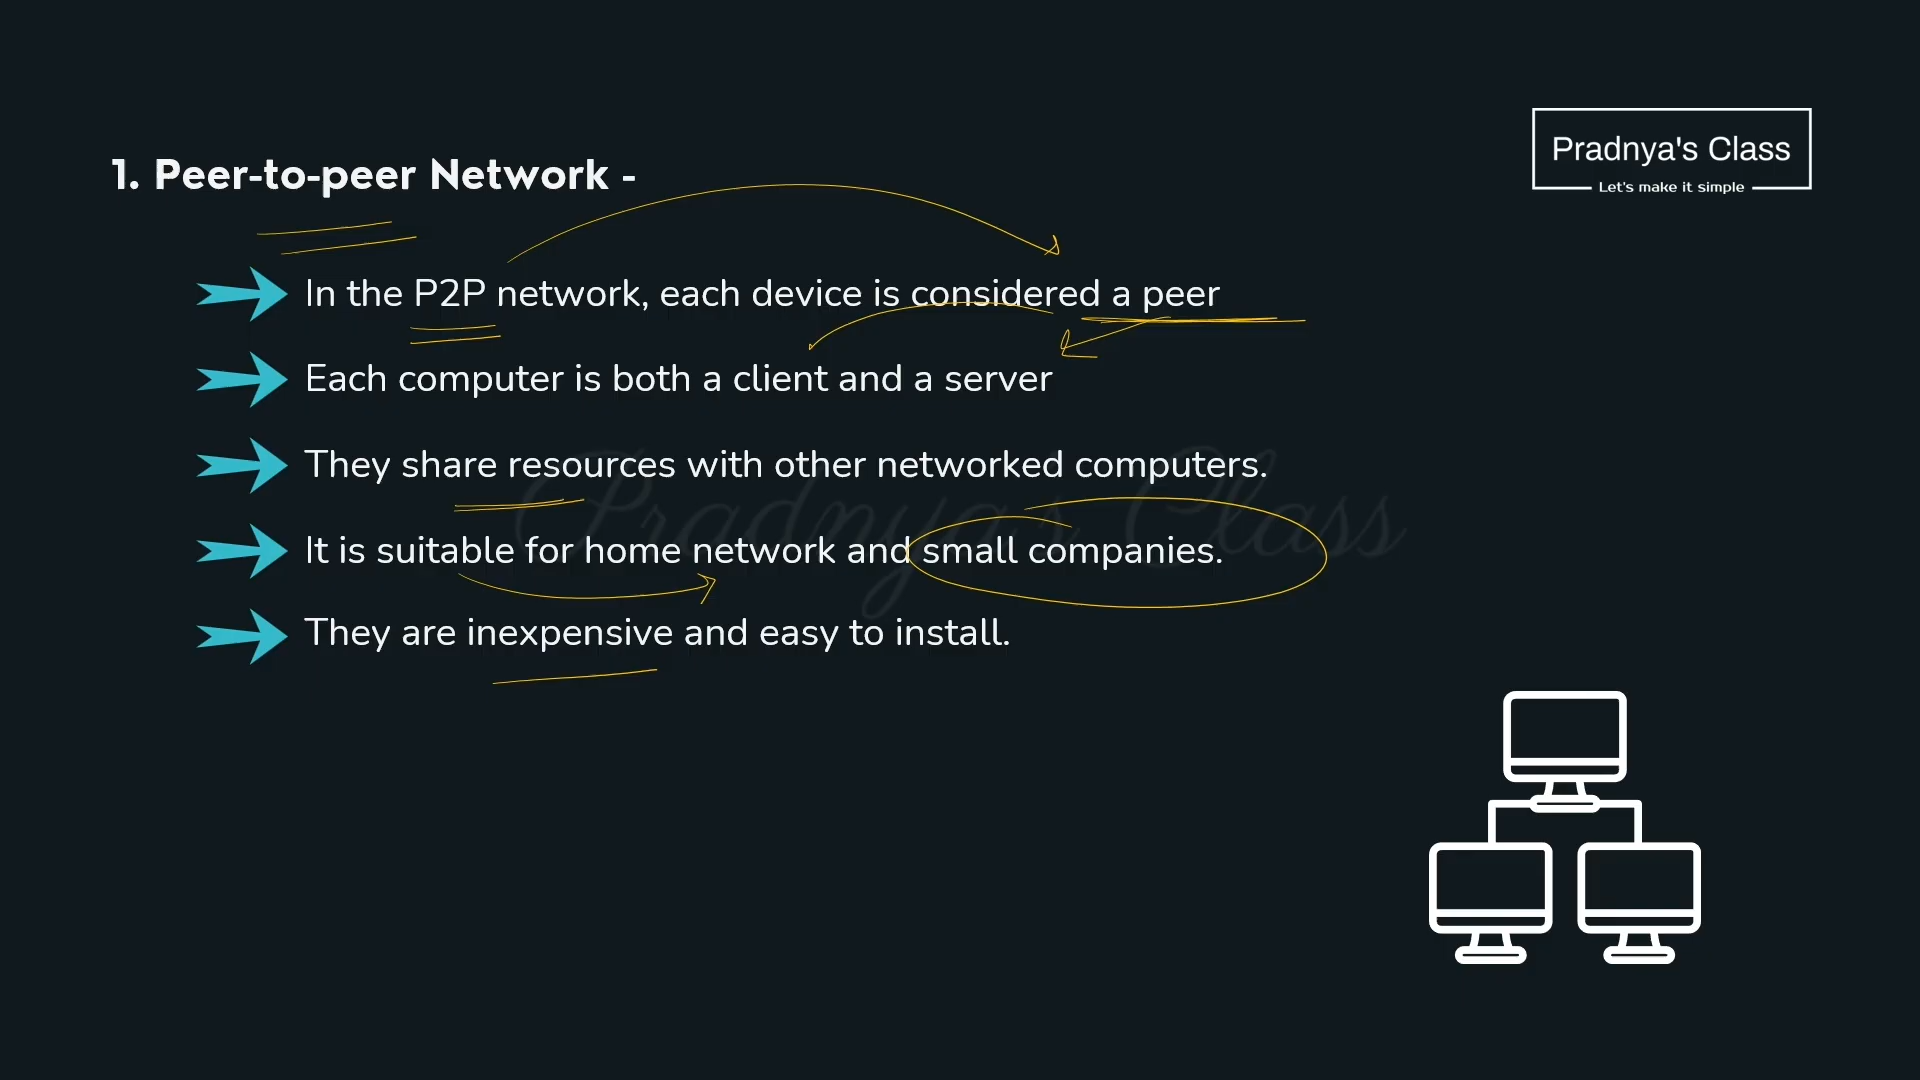 Pradnya's Class
Let's make it simple
1. Peer-to-peer Network -
In the P2P network, each device is considered a peer
Each computer is both a client and a server
They share resources with other networked computers.
It is suitable for home network and small companies.
They are inexpensive and easy to install.
Pradnya's Class